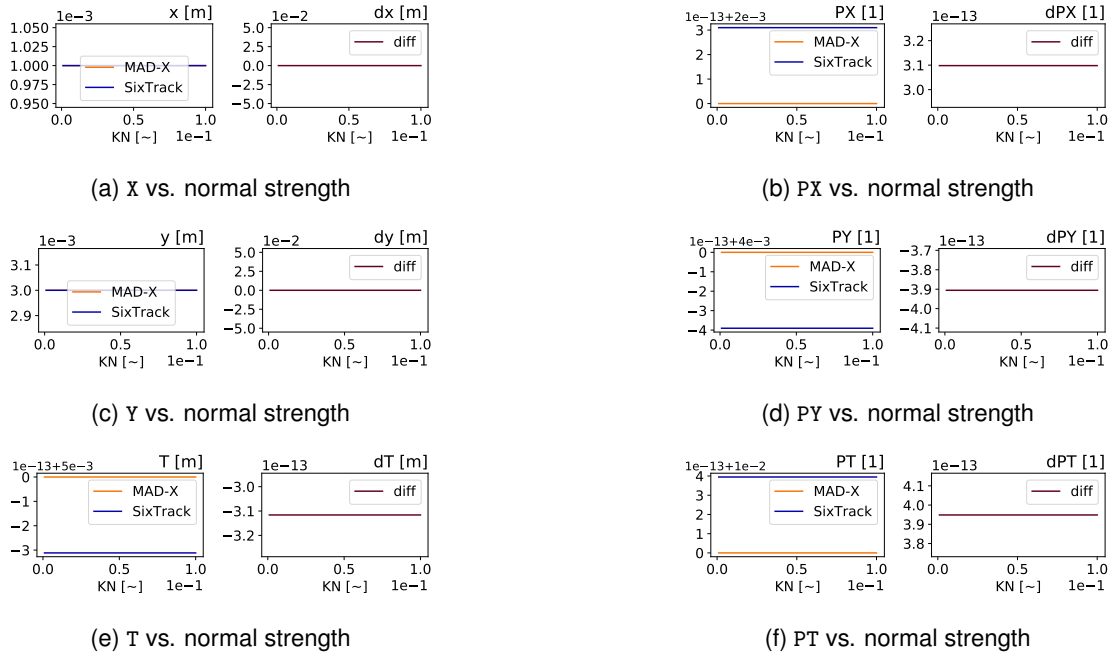 1e−3 x [m]
1.050
1.025
1.000
0.975
0.950
MAD-X
SixTrack
0.0 0.5 1.0
KN [~] 1e−1
1e−2 dx [m]
5.0
2.5
0.0
−2.5
−5.0
diff
0.0 0.5 1.0
KN [~] 1e−1
(a) X vs. normal strength
1e−13+2e−3 PX [1]
3
2
1
0
MAD-X
SixTrack
0.0 0.5 1.0
KN [~] 1e−1
1e−13 dPX [1]
3.2
3.1
3.0
diff
0.0 0.5 1.0
KN [~] 1e−1
(b) PX vs. normal strength
1e−3 y [m]
3.1
3.0
2.9
MAD-X
SixTrack
0.0 0.5 1.0
KN [~] 1e−1
1e−2 dy [m]
5.0
2.5
0.0
−2.5
−5.0
diff
0.0 0.5 1.0
KN [~] 1e−1
(c) Y vs. normal strength
1e−13+4e−3 PY [1]
0
−1
−2
−3
−4
MAD-X
SixTrack
0.0 0.5 1.0
KN [~] 1e−1
1e−13 dPY [1]
−3.7
−3.8
−3.9
−4.0
−4.1
diff
0.0 0.5 1.0
KN [~] 1e−1
(d) PY vs. normal strength
1e−13+5e−3 T [m]
0
−1
−2
−3
MAD-X
SixTrack
0.0 0.5 1.0
KN [~] 1e−1
1e−13 dT [m]
−3.0
−3.1
−3.2
diff
0.0 0.5 1.0
KN [~] 1e−1
(e) T vs. normal strength
1e−13+1e−2 PT [1]
4
3
2
1
0
MAD-X
SixTrack
0.0 0.5 1.0
KN [~] 1e−1
1e−13 dPT [1]
4.1
4.0
3.9
3.8
diff
0.0 0.5 1.0
KN [~] 1e−1
(f) PT vs. normal strength